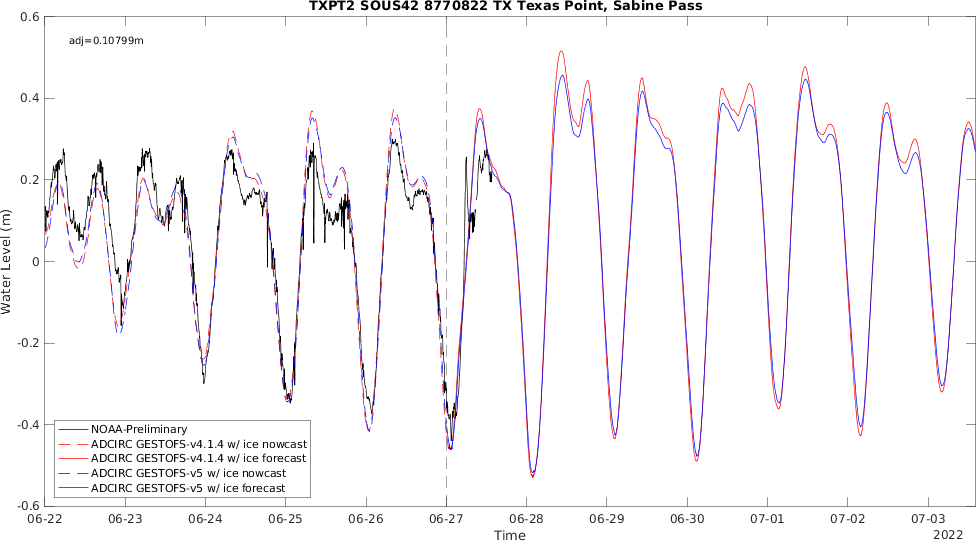 TXPT2 SOUS42 8770822 TX Texas Point, Sabine Pass
adj=0.10799m
0.6
0.4
0.2
0
-0.2
-0.4
-0.6
Water Level (m)
NOAA-Preliminary
ADCIRC GESTOFS-v4.1.4 w/ ice nowcast
ADCIRC GESTOFS-v4.1.4 w/ ice forecast
ADCIRC GESTOFS-v5 w/ ice nowcast
ADCIRC GESTOFS-v5 w/ ice forecast
06-22 06-23 06-24 06-25 06-26 06-27 06-28 06-29 06-30 07-01 07-02 07-03
Time
2022